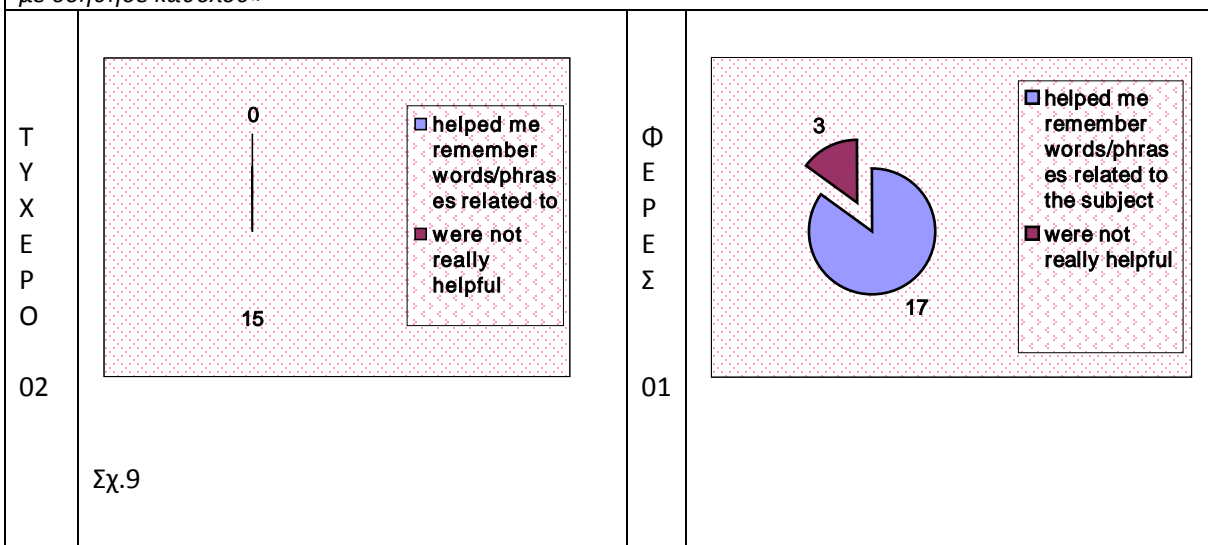 Τ
Υ
Χ
Ε
Ρ
Ο
02
0
15
helped me
remember
words/phras
es related to
were not
really
helpful
Σχ.9
Φ
Ε
Ρ
Ε
Σ
01
3
17
helped me
remember
words/phras
es related to
the subject
were not
really helpful